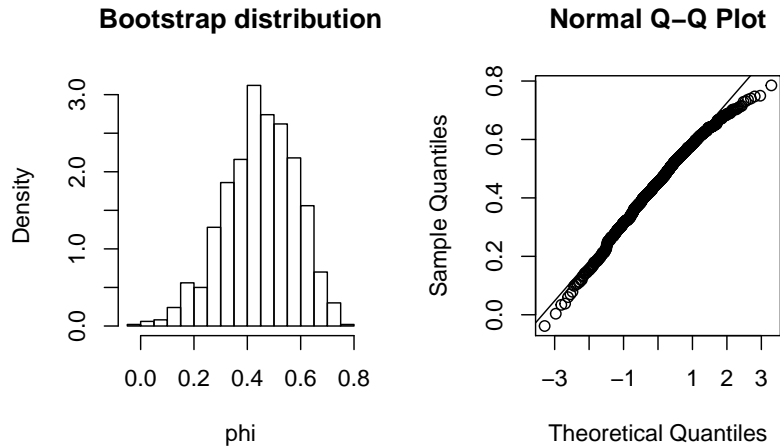 Bootstrap distribution
Density
0.0 1.0 2.0 3.0
0.0 0.2 0.4 0.6 0.8
phi
Normal Q−Q Plot
Sample Quantiles
0.0 0.2 0.4 0.6 0.8
−3 −1 1 2 3
Theoretical Quantiles